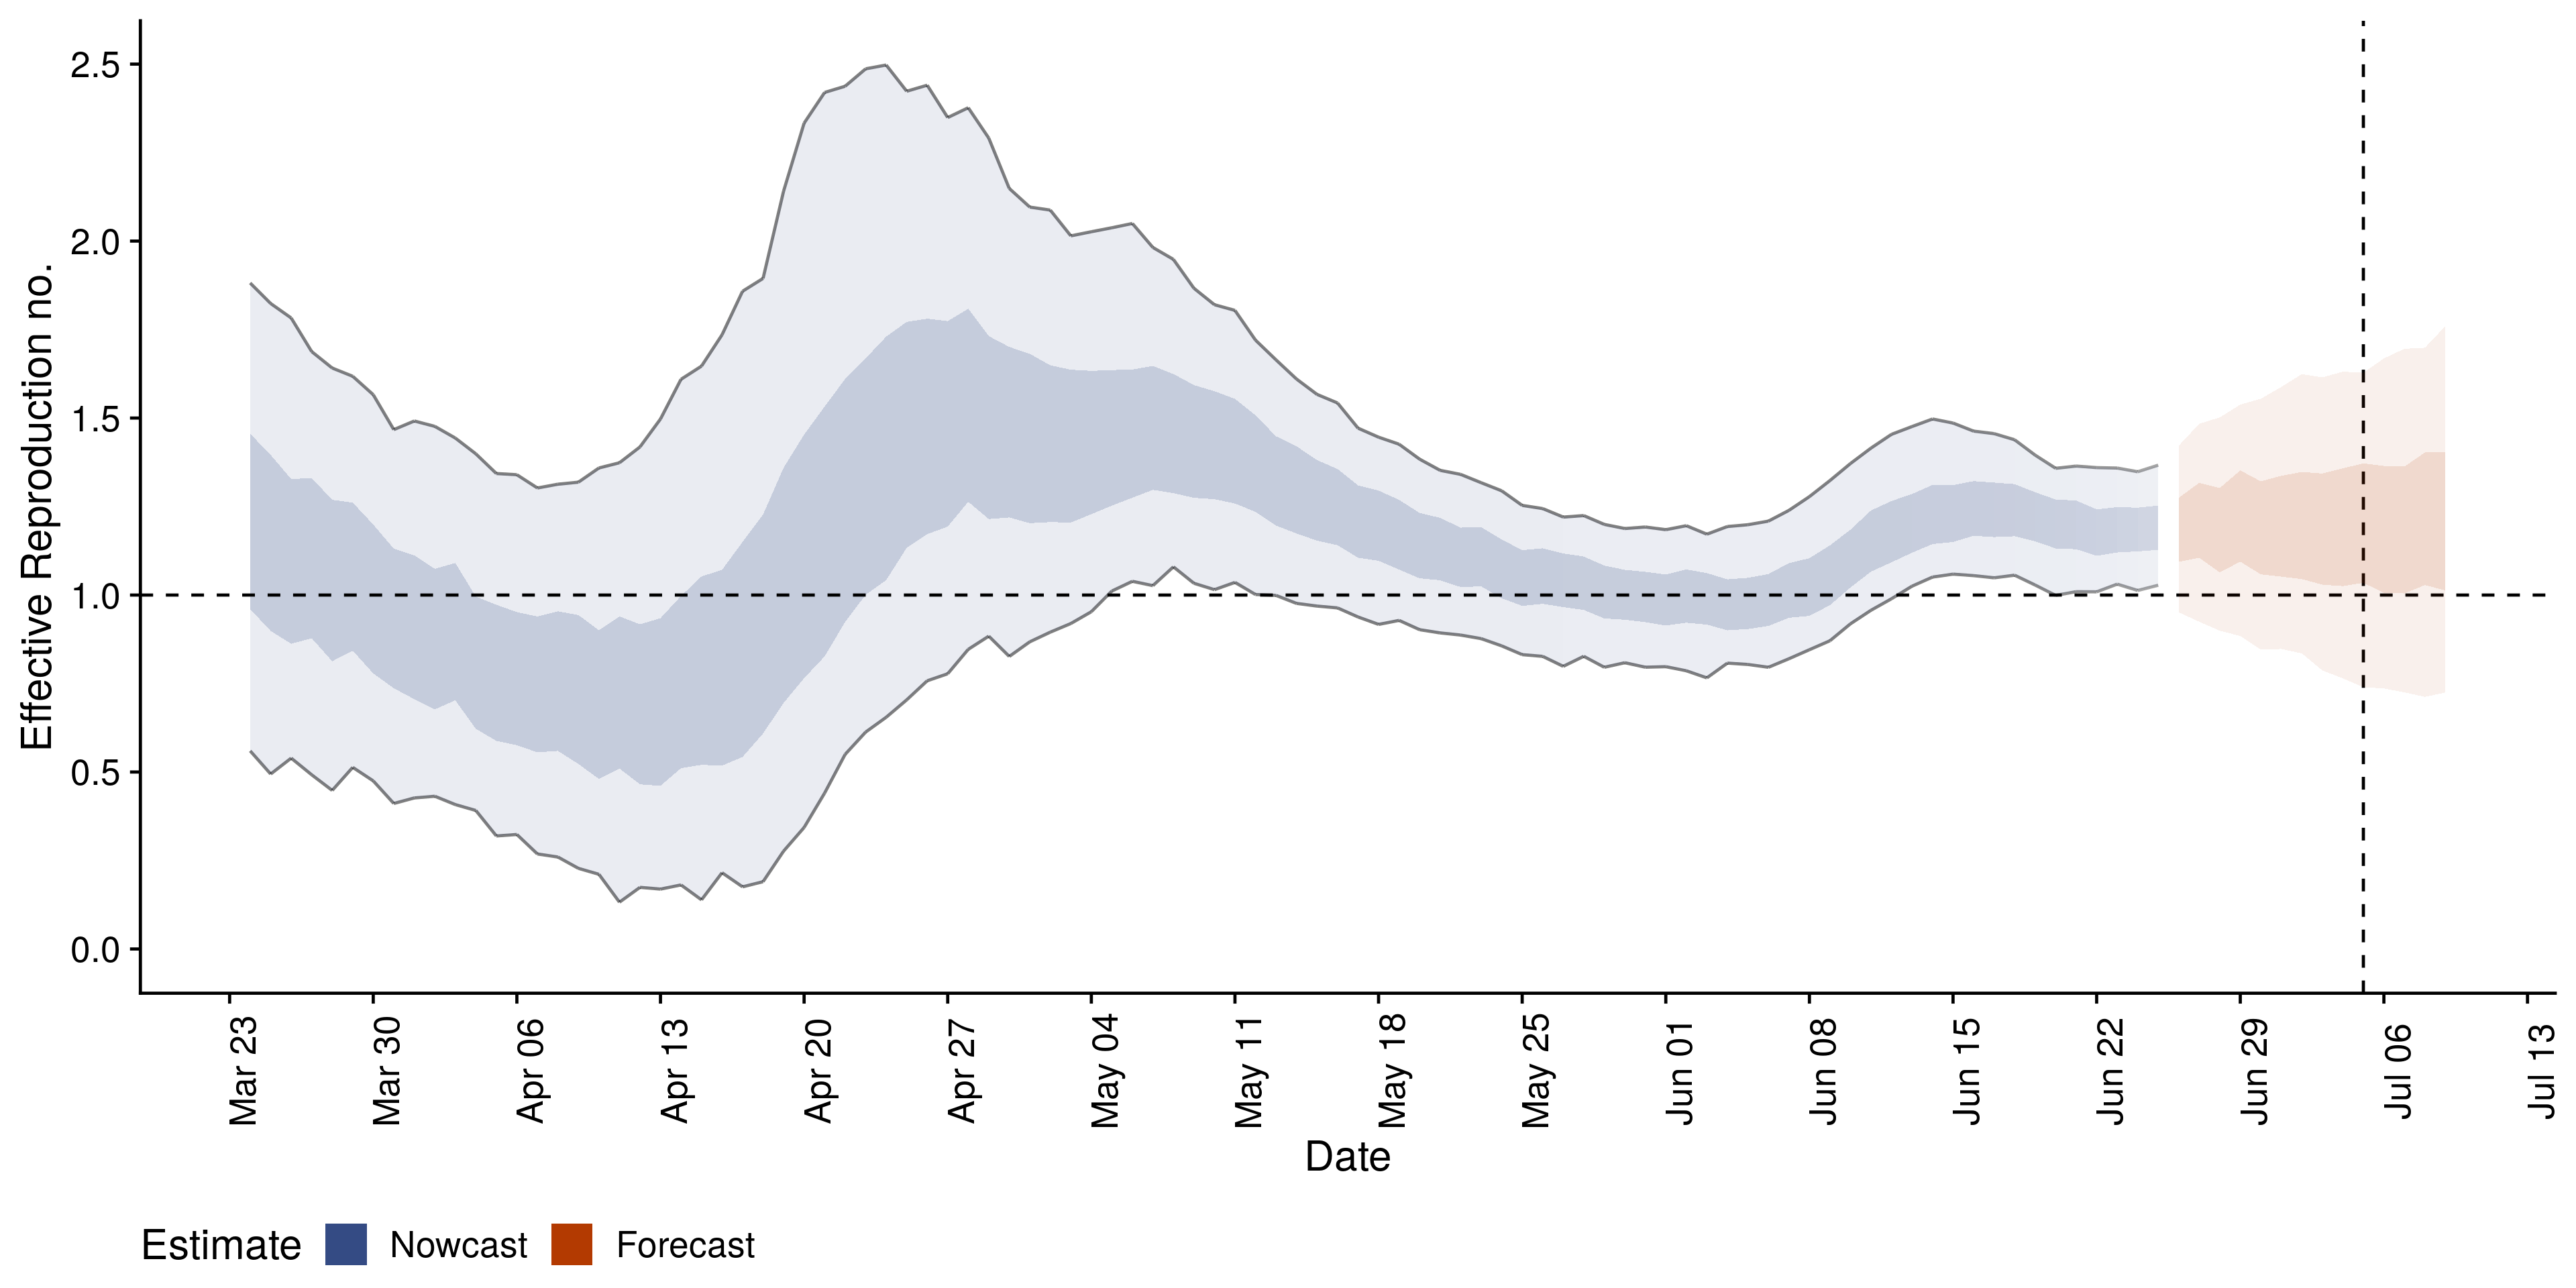 Effective Reproduction no.
2.5
2.0
1.5
1.0
0.5
0.0
Mar 23
Mar 30
Apr 06
Apr 13
Apr 20
Apr 27
May 04
May 11
May 18
May 25
Jun 01
Jun 08
Jun 15
Jun 22
Jun 29
Jul 06
Jul 13
Date
Estimate Nowcast Forecast